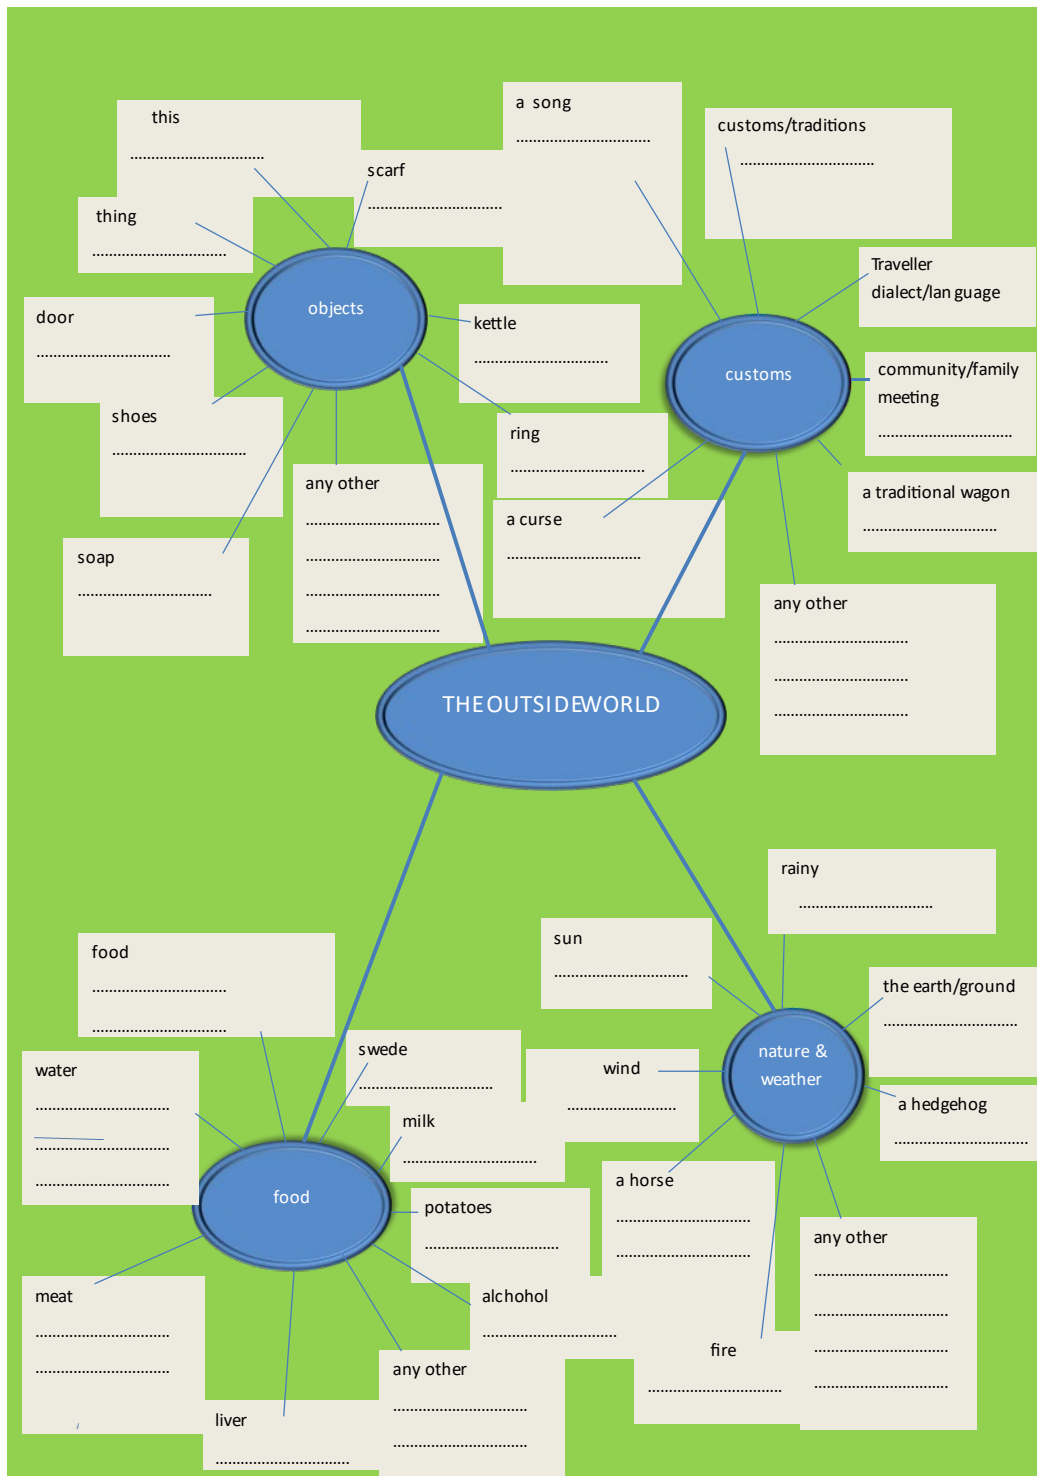 this
..................................
scarf
..................................
a song
..................................
customs/traditions
..................................
thing
..................................
Traveller
dialect/language
door
..................................
objects
kettle
..................................
customs
community/family
meeting
..................................
shoes
..................................
ring
..................................
any other
..................................
..................................
..................................
..................................
a curse
..................................
a traditional wagon
..................................
soap
..................................
any other
..................................
..................................
..................................
THE OUTSIDE WORLD
rainy
..................................
food
..................................
..................................
sun
..................................
the earth/ground
..................................
water
..................................
..................................
..................................
swede
..................................
wind
............................
nature &
weather
a hedgehog
..................................
milk
..................................
food
potatoes
..................................
a horse
..................................
..................................
any other
..................................
..................................
..................................
..................................
meat
..................................
..................................
alchohol
..................................
fire
..................................
any other
..................................
..................................
liver
..................................